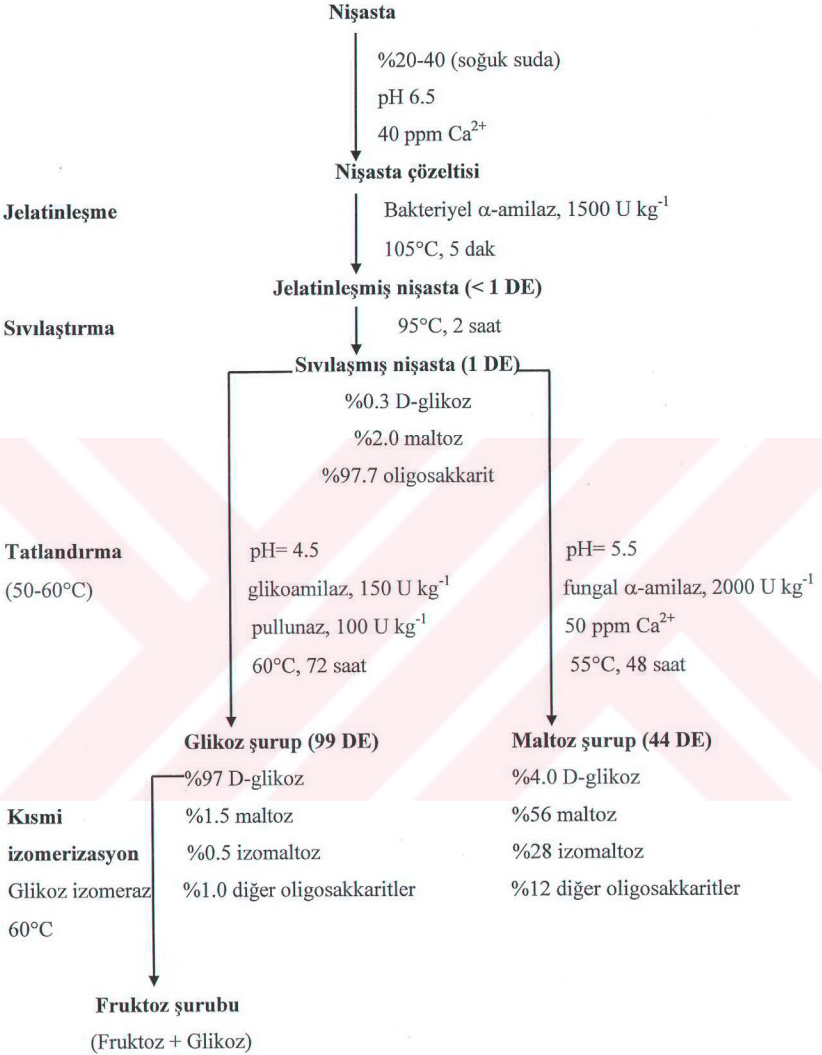 Nişasta
%20-40 (soğuk suda)
pH 6.5
40 ppm Ca²⁺
Nişasta çözeltisi
Jelatinleşme
Bakteriyel α-amilaz, 1500 U kg⁻¹
105°C, 5 dak
Jelatinleşmiş nişasta (< 1 DE)
Sıvılaştırma
95°C, 2 saat
Sıvılaşmış nişasta (1 DE)
%0.3 D-glikoz
%2.0 maltoz
%97.7 oligosakkarit
Tatlandırma
(50-60°C)
pH= 4.5
glikoamilaz, 150 U kg⁻¹
pullunaz, 100 U kg⁻¹
60°C, 72 saat
pH= 5.5
fungal α-amilaz, 2000 U kg⁻¹
50 ppm Ca²⁺
55°C, 48 saat
Glikoz şurup (99 DE)
%97 D-glikoz
%1.5 maltoz
%0.5 izomaltoz
%1.0 diğer oligosakkaritler
Maltoz şurup (44 DE)
%4.0 D-glikoz
%56 maltoz
%28 izomaltoz
%12 diğer oligosakkaritler
Kısmi
izomerizasyon
Glikoz izomeraz
60°C
Fruktoz şurubu
(Fruktoz + Glikoz)